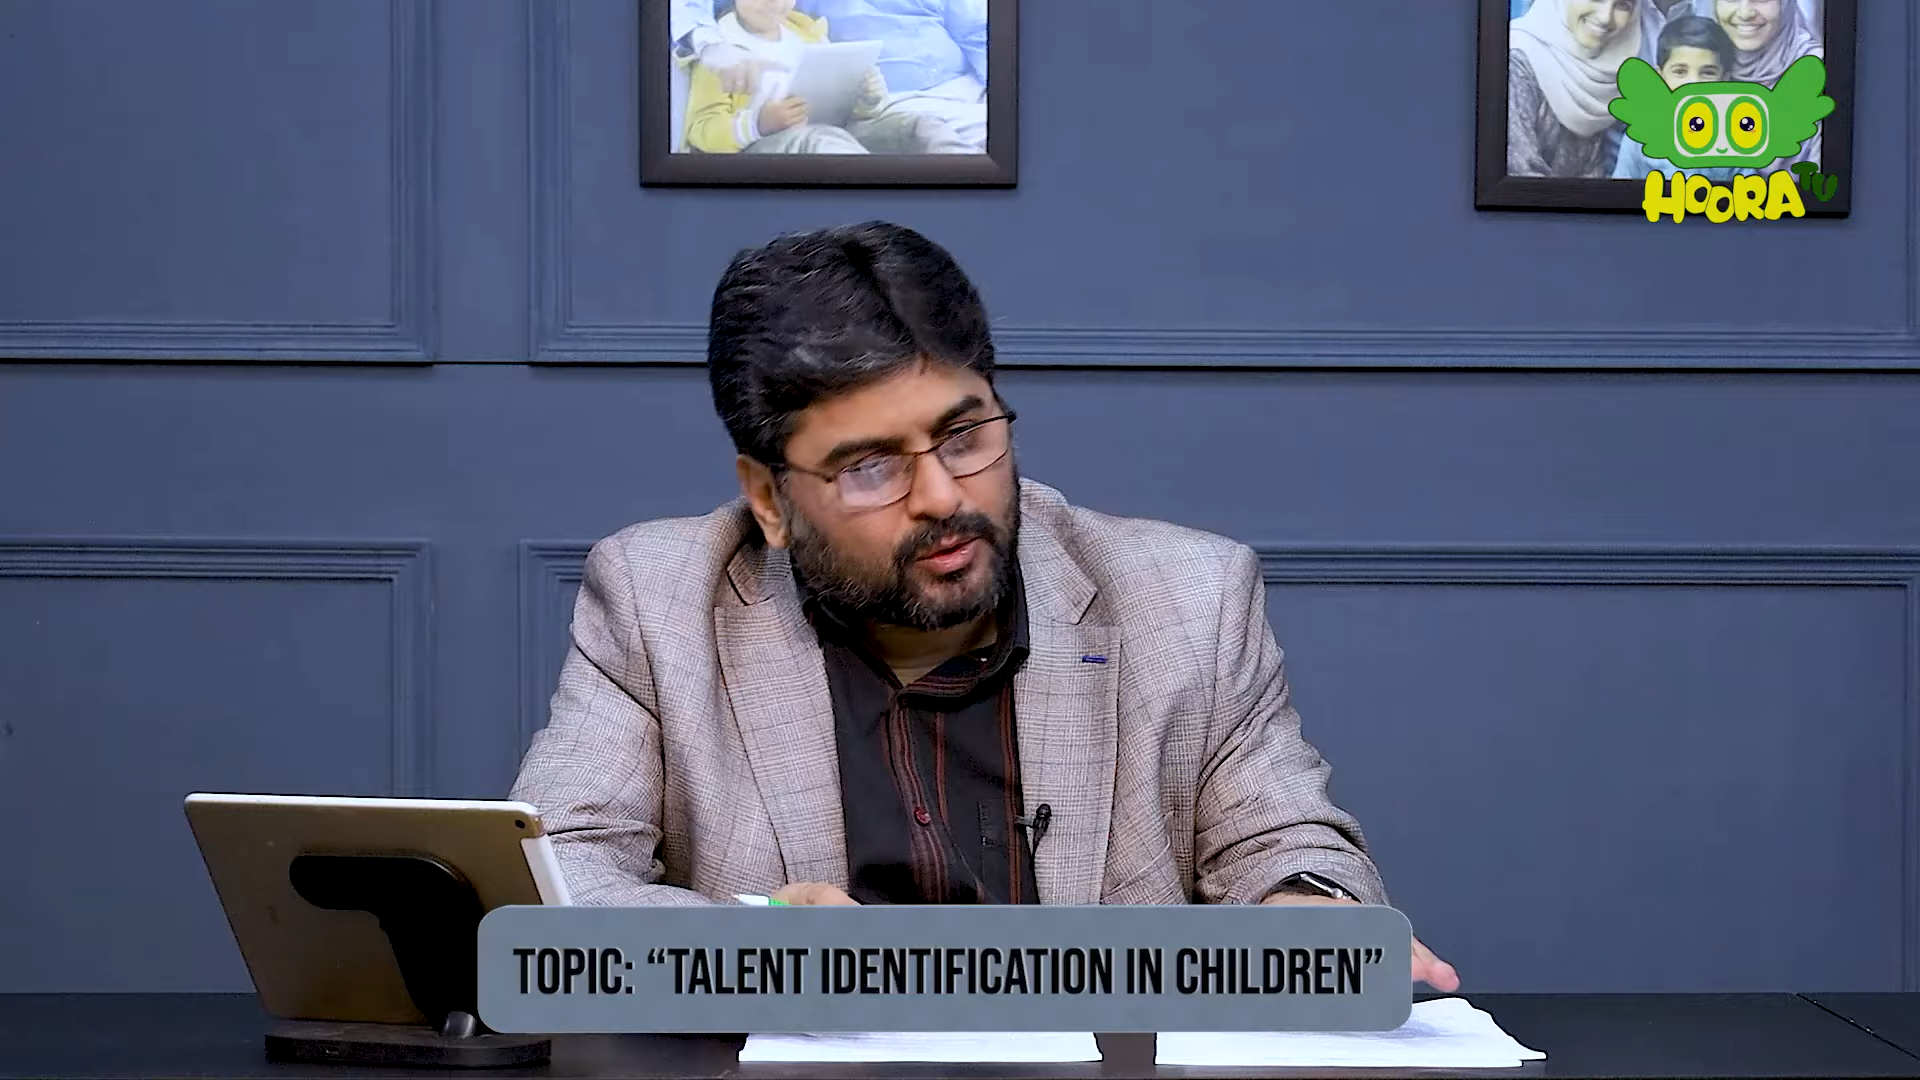 HOORA TV
TOPIC: “TALENT IDENTIFICATION IN CHILDREN”